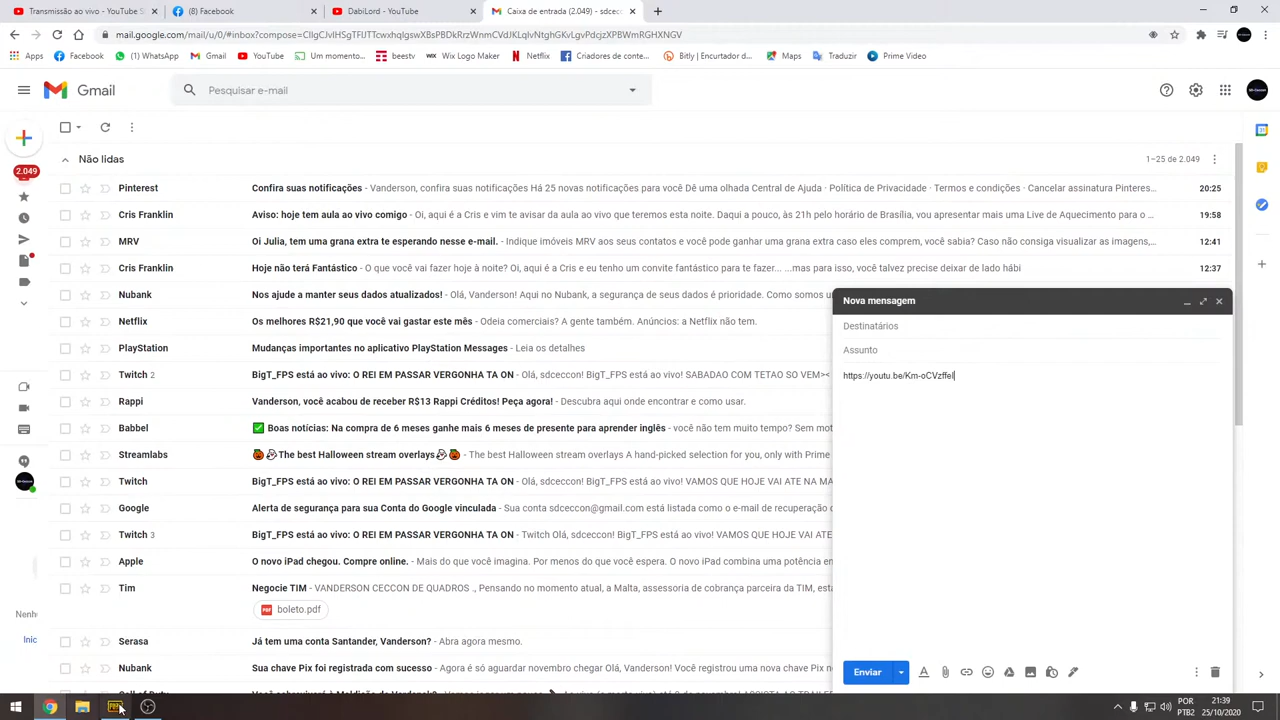 Transmissão ao vivo - YouTube S
(8) Facebook
DabiLord - YouTube
Caixa de entrada (2.049) - sdcec
Apps
Facebook
(1) WhatsApp
Gmail
YouTube
Um momento...
beestv
Wix Logo Maker
Netflix
Criadores de conte...
Bitly | Encurtador d...
Maps
Traduzir
Prime Video
Gmail
Pesquisar e-mail
2.049
Não lidas
1–25 de 2.049
Pinterest Confira suas notificações - Vanderson, confira suas notificações Há 25 novas notificações para você Dê uma olhada Central de Ajuda · Política de Privacidade · Termos e condições · Cancelar assinatura Pinteres... 20:25
Cris Franklin Aviso: hoje tem aula ao vivo comigo - Oi, aqui é a Cris e vim te avisar da aula ao vivo que teremos esta noite. Daqui a pouco, às 21h pelo horário de Brasília, vou apresentar mais uma Live de Aquecimento para o ... 19:58
MRV Oi Julia, tem uma grana extra te esperando nesse e-mail. - Indique imóveis MRV aos seus contatos e você pode ganhar uma grana extra caso eles comprem, você sabia? Caso não consiga visualizar as imagens, ... 12:41
Cris Franklin Hoje não terá Fantástico - O que você vai fazer hoje à noite? Oi, aqui é a Cris e eu tenho um convite fantástico para te fazer... ...mas para isso, você talvez precise deixar de lado hábi 12:37
Nubank Nos ajude a manter seus dados atualizados! - Olá, Vanderson! Aqui no Nubank, a segurança de seus dados é prioridade. Como somos u
Netflix Os melhores R$21,90 que você vai gastar este mês - Odeia comerciais? A gente também. Anúncios: a Netflix não tem.
PlayStation Mudanças importantes no aplicativo PlayStation Messages - Leia os detalhes
Twitch 2 BigT_FPS está ao vivo: O REI EM PASSAR VERGONHA TA ON - Olá, sdceccon! BigT_FPS está ao vivo! SABADAO COM TETAO SO VEM><
Rappi Vanderson, você acabou de receber R$13 Rappi Créditos! Peça agora! - Descubra aqui onde encontrar e como usar.
Babbel ✅ Boas notícias: Na compra de 6 meses ganhe mais 6 meses de presente para aprender inglês - você não tem muito tempo? Sem mot
Streamlabs 🎃👻The best Halloween stream overlays👻🎃 - The best Halloween stream overlays A hand-picked selection for you, only with Prime
Twitch BigT_FPS está ao vivo: O REI EM PASSAR VERGONHA TA ON - Olá, sdceccon! BigT_FPS está ao vivo! VAMOS QUE HOJE VAI ATE NA MA
Google Alerta de segurança para sua Conta do Google vinculada - Sua conta sdceccon@gmail.com está listada como o e-mail de recuperação
Twitch 3 BigT_FPS está ao vivo: O REI EM PASSAR VERGONHA TA ON - Twitch Olá, sdceccon! BigT_FPS está ao vivo! VAMOS QUE HOJE VAI ATE
Apple O novo iPad chegou. Compre online. - Mais do que você imagina. Por menos do que você espera. O novo iPad combina uma potência en
Tim Negocie TIM - VANDERSON CECCON DE QUADROS ., Pensando no momento atual, a Malta, assessoria de cobrança parceira da TIM, está
PDF boleto.pdf
Serasa Já tem uma conta Santander, Vanderson? - Abra agora mesmo.
Nubank Sua chave Pix foi registrada com sucesso - Agora é só aguardar novembro chegar Olá, Vanderson! Você registrou uma nova chave Pix n
Nenh
Inic
Nova mensagem
Destinatários
Assunto
https://youtu.be/Km-oCVzffeI
Enviar
POR
PTB2
21:39
25/10/2020